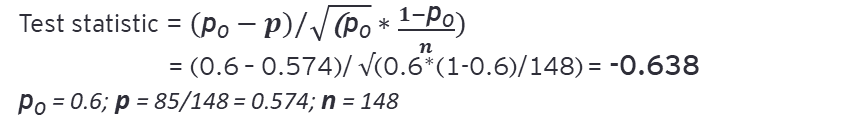 Test statistic = (p₀ − p)/√(p₀ * 1−p₀/n)
= (0.6 - 0.574)/ √(0.6*(1-0.6)/148) = -0.638
p₀ = 0.6; p = 85/148 = 0.574; n = 148